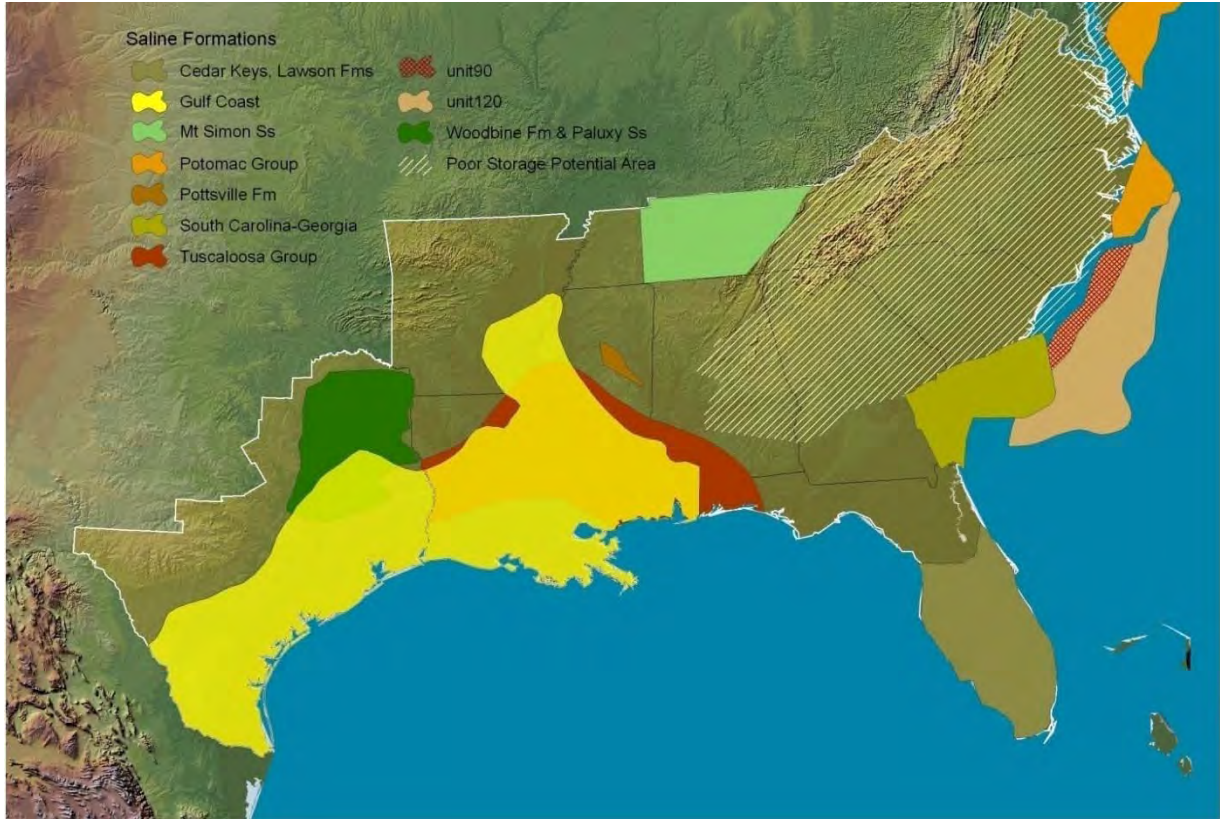 Saline Formations
Cedar Keys, Lawson Fms
Gulf Coast
Mt Simon Ss
Potomac Group
Pottsville Fm
South Carolina-Georgia
Tuscaloosa Group
unit90
unit120
Woodbine Fm & Paluxy Ss
Poor Storage Potential Area